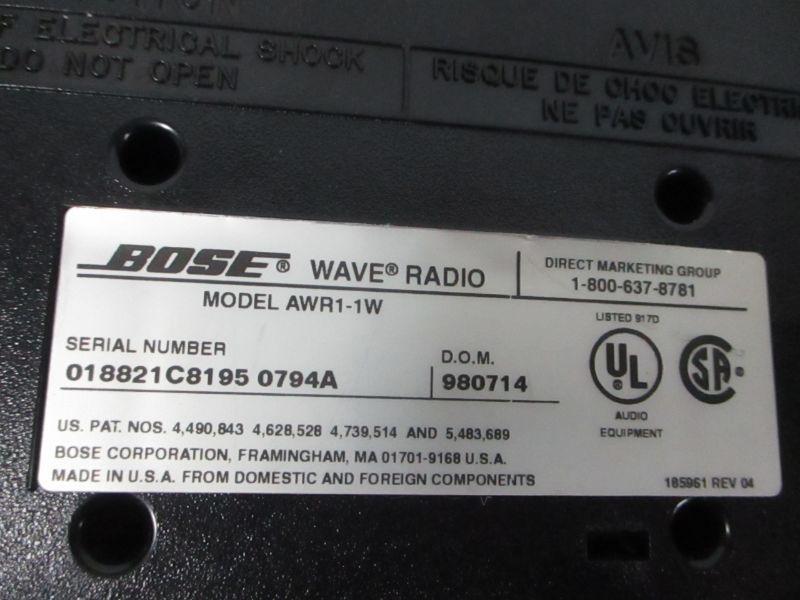 F ELECTRICAL SHOCK
DO NOT OPEN
AVIS
RISQUE DE CHOC ELECTRI
NE PAS OUVRIR
BOSE® WAVE® RADIO
MODEL AWR1-1W
DIRECT MARKETING GROUP
1-800-637-8781
LISTED 917D
UL®
SA®
AUDIO
EQUIPMENT
SERIAL NUMBER
018821C8195 0794A
D.O.M.
980714
US. PAT. NOS. 4,490,843 4,628,528 4,739,514 AND 5,483,689
BOSE CORPORATION, FRAMINGHAM, MA 01701-9168 U.S.A.
MADE IN U.S.A. FROM DOMESTIC AND FOREIGN COMPONENTS
185961 REV 04